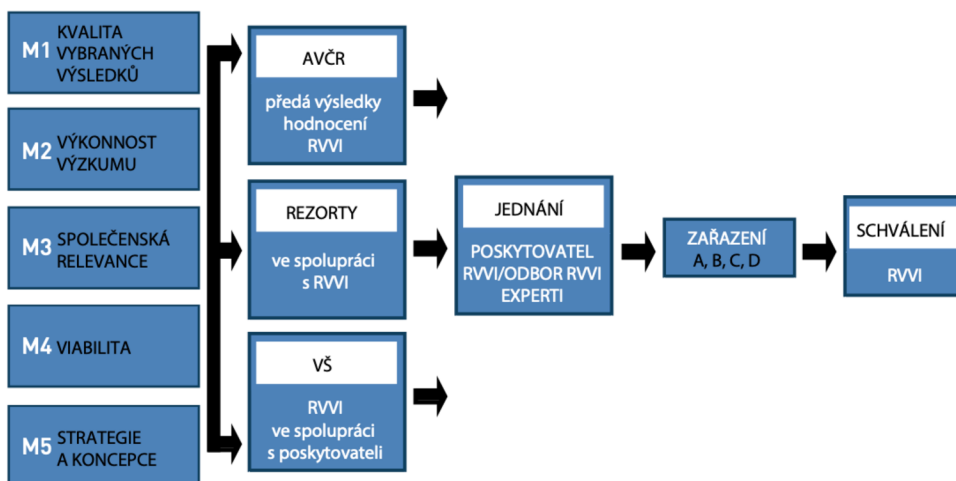 M1 KVALITA
VYBRANÝCH
VÝSLEDKŮ
M2 VÝKONNOST
VÝZKUMU
M3 SPOLEČENSKÁ
RELEVANCE
M4 VIABILITA
M5 STRATEGIE
A KONCEPCE
AVČR
předá výsledky
hodnocení
RVVI
REZORTY
ve spolupráci
s RVVI
VŠ
RVVI
ve spolupráci
s poskytovateli
JEDNÁNÍ
POSKYTOVATEL
RVVI/ODBOR RVVI
EXPERTI
ZAŘAZENÍ
A, B, C, D
SCHVÁLENÍ
RVVI